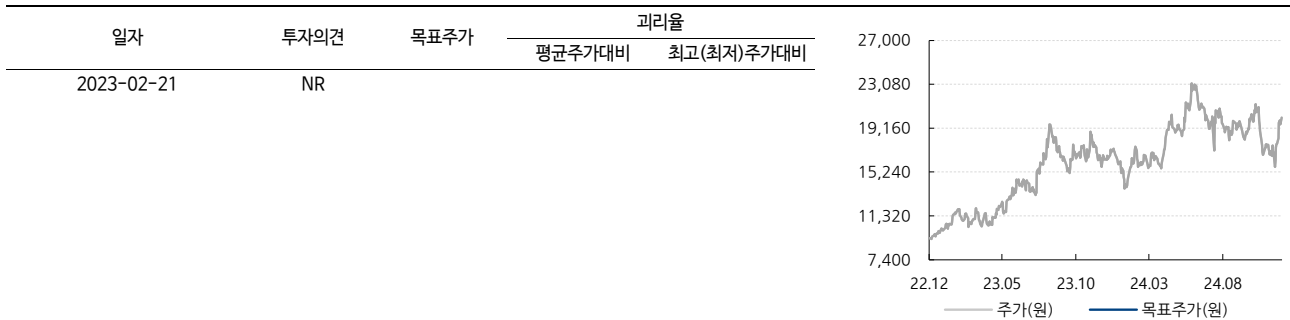 일자 투자의견 목표주가 괴리율
평균주가대비 최고(최저)주가대비
2023-02-21 NR
27,000
23,080
19,160
15,240
11,320
7,400
22.12 23.05 23.10 24.03 24.08
주가(원) 목표주가(원)